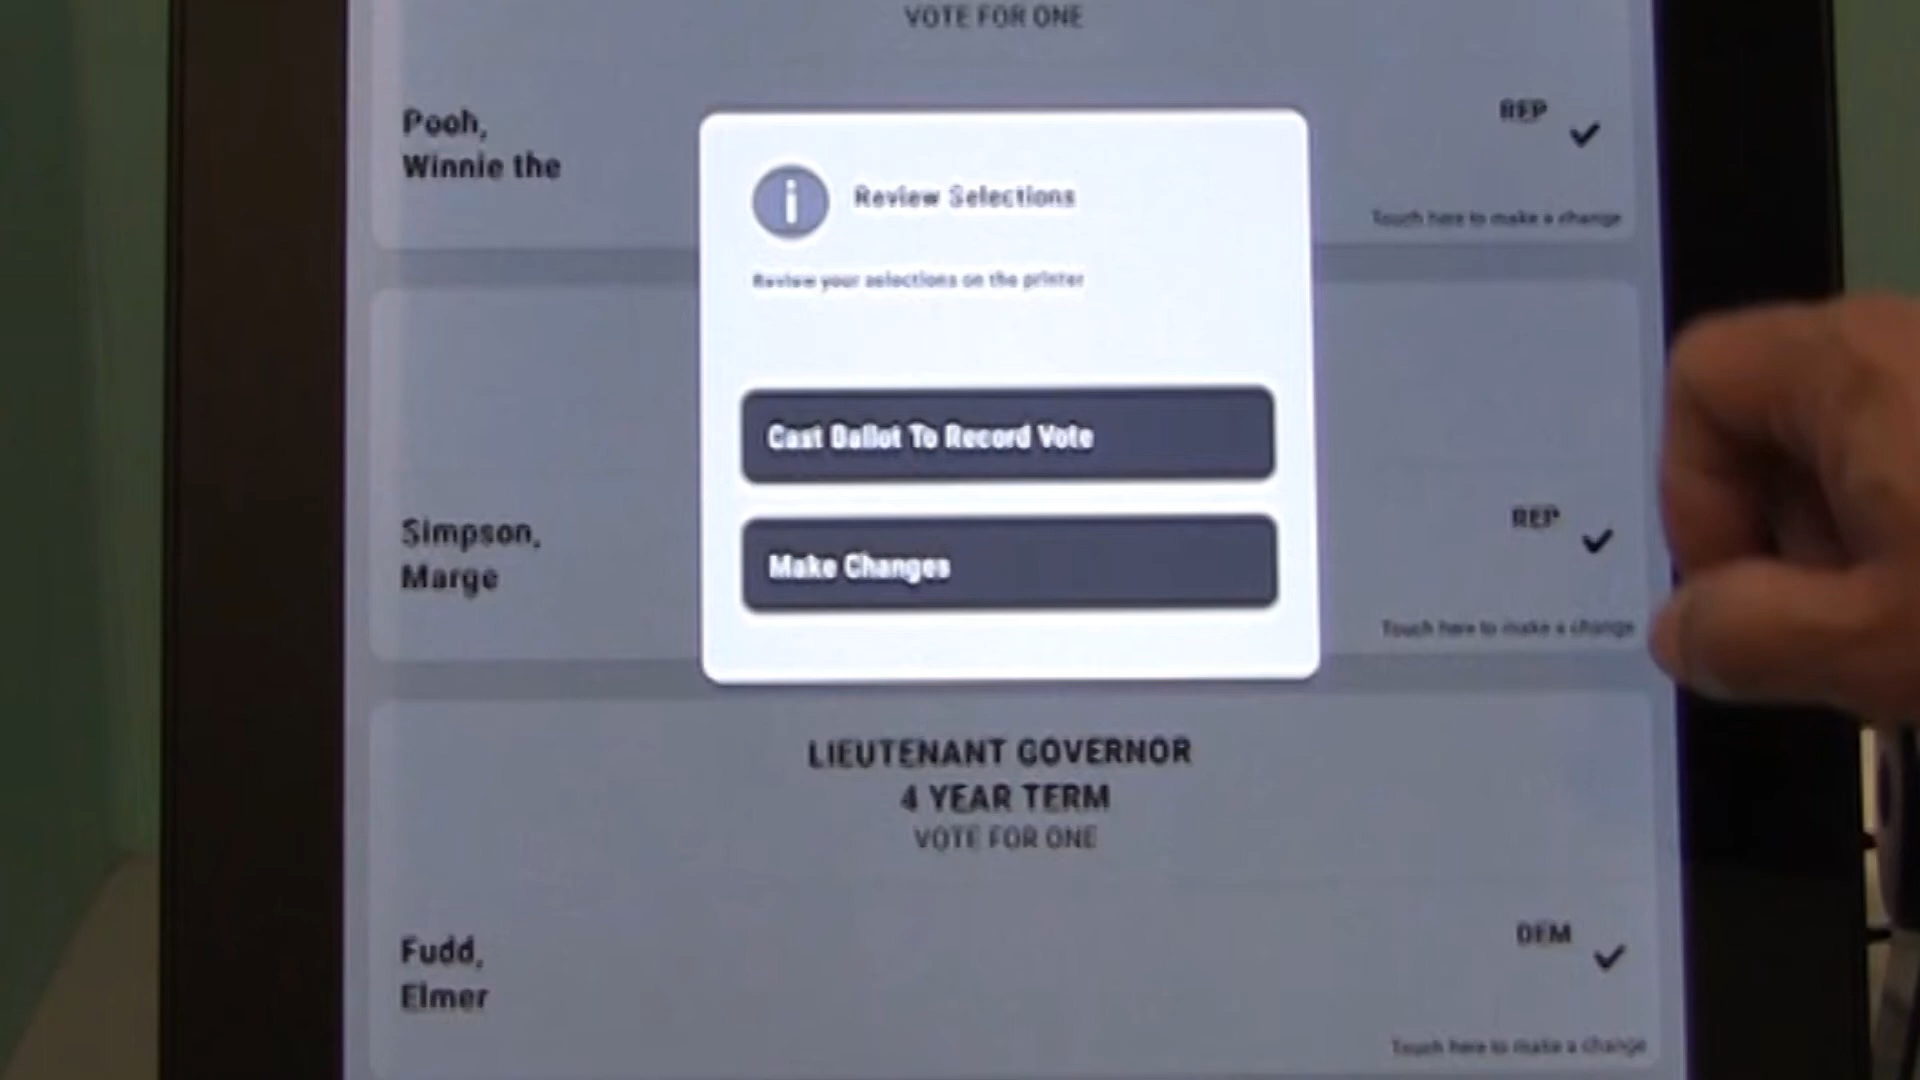 VOTE FOR ONE
Pooh,
Winnie the
REP
Touch here to make a change
Review Selections
Review your selections on the printer
Cast Ballot To Record Vote
Make Changes
Simpson,
Marge
REP
Touch here to make a change
LIEUTENANT GOVERNOR
4 YEAR TERM
VOTE FOR ONE
Fudd,
Elmer
DEM
Touch here to make a change